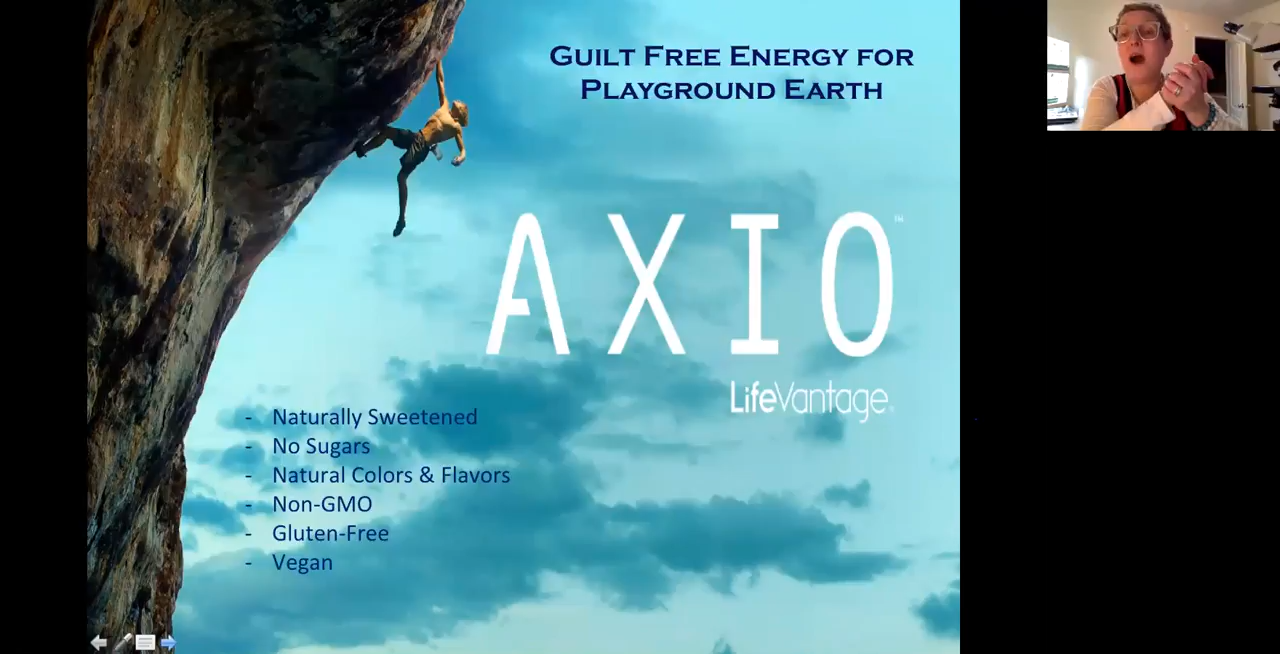 GUILT FREE ENERGY FOR
PLAYGROUND EARTH
AXIO™
LifeVantage
- Naturally Sweetened
- No Sugars
- Natural Colors & Flavors
- Non-GMO
- Gluten-Free
- Vegan